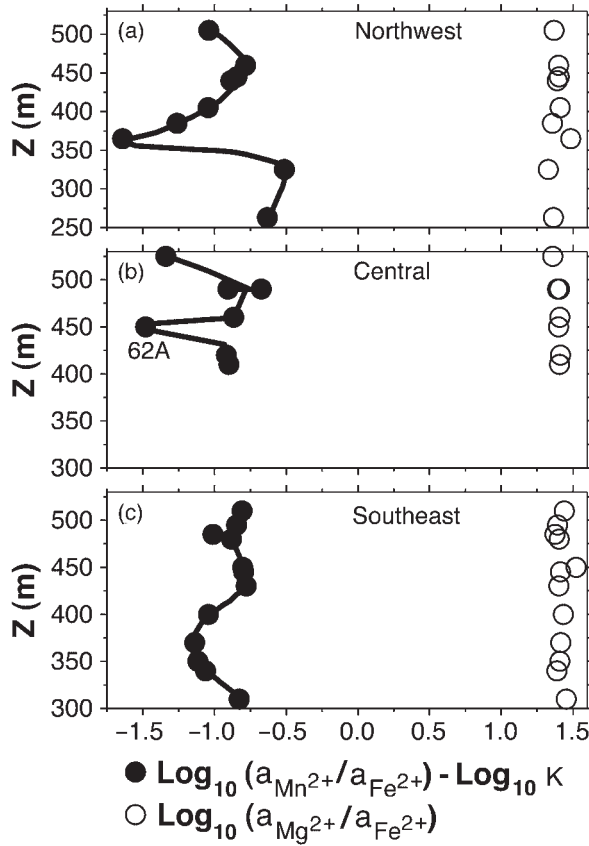 (a) Northwest
500
450
400
350
300
250
Z (m)
(b) Central
500
450
400
350
300
Z (m)
62A
(c) Southeast
500
450
400
350
300
Z (m)
−1.5 −1.0 −0.5 0.0 0.5 1.0 1.5
Log₁₀ (aMn²⁺/aFe²⁺) - Log₁₀ K
Log₁₀ (aMg²⁺/aFe²⁺)